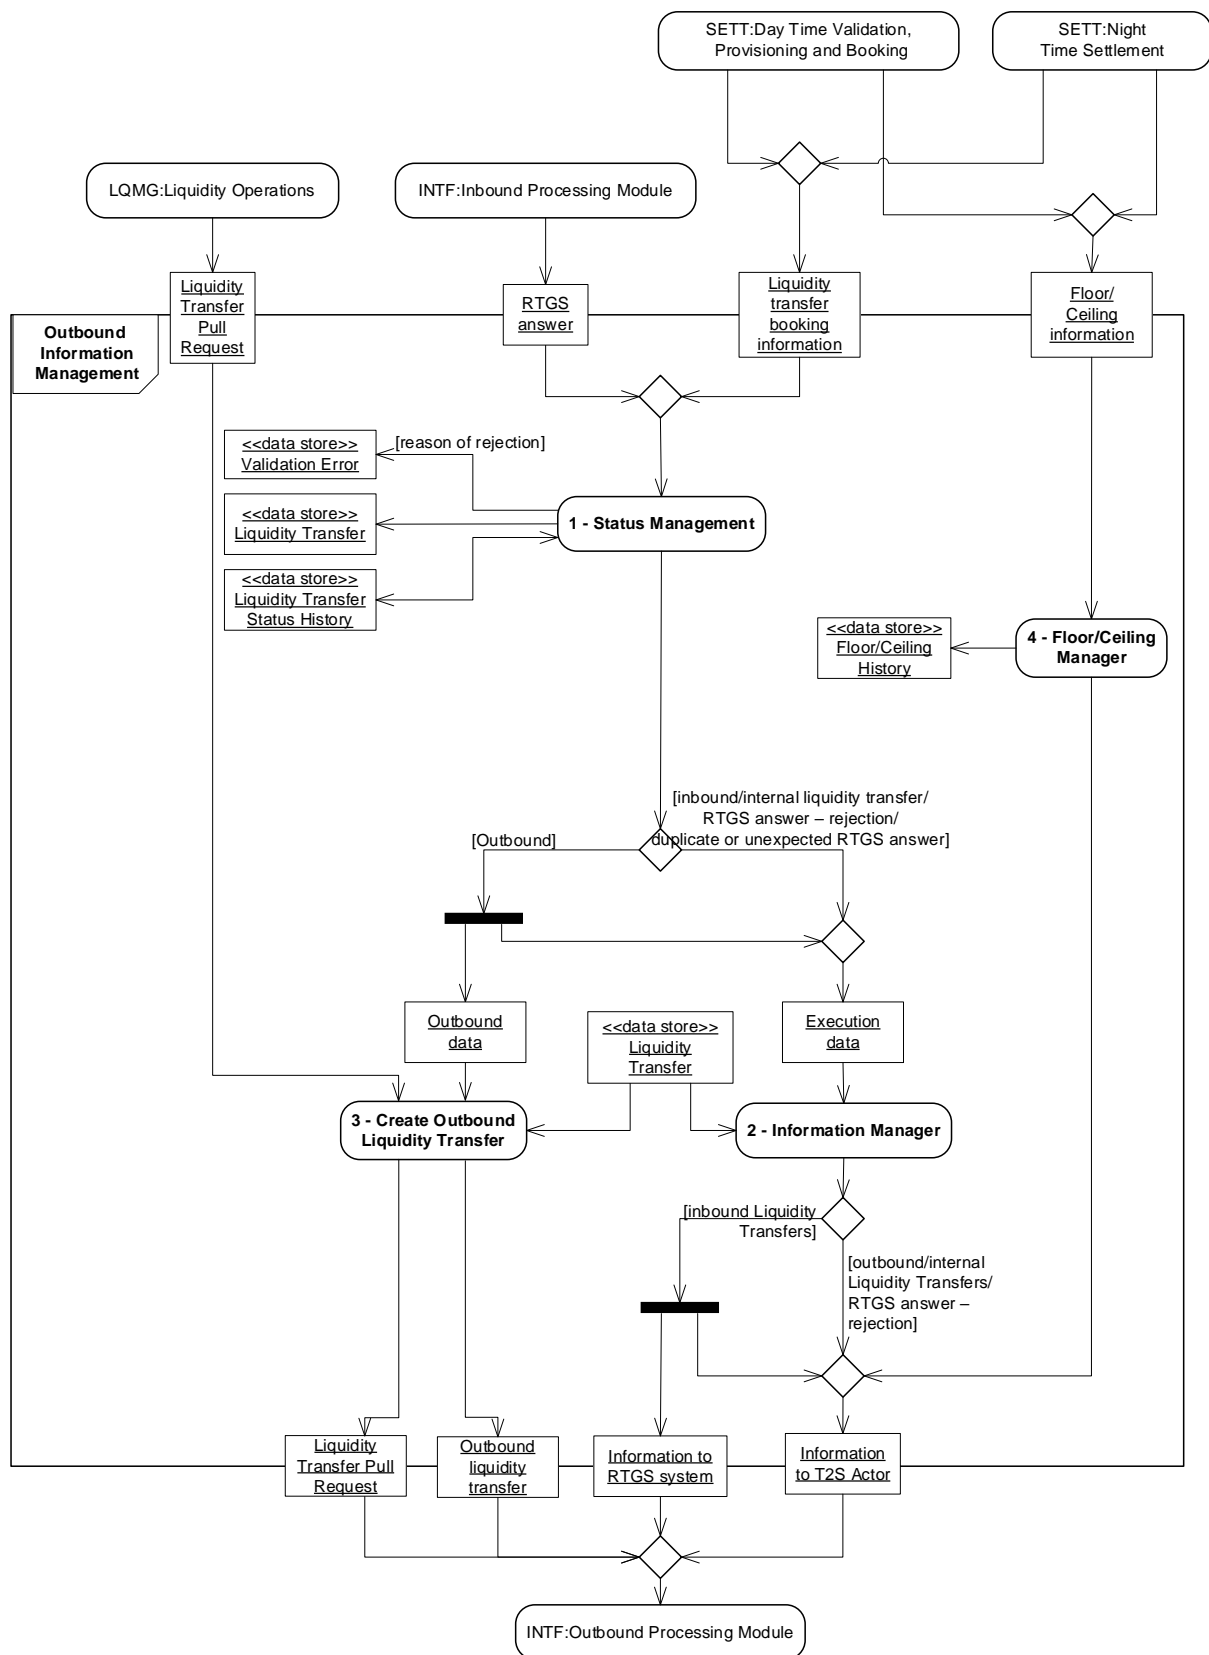 SETT:Day Time Validation,
Provisioning and Booking
SETT:Night
Time Settlement
LQMG:Liquidity Operations
INTF:Inbound Processing Module
Liquidity
Transfer
Pull
Request
RTGS
answer
Liquidity
transfer
booking
information
Floor/
Ceiling
information
Outbound
Information
Management
<<data store>>
Validation Error
[reason of rejection]
<<data store>>
Liquidity Transfer
1 - Status Management
<<data store>>
Liquidity Transfer
Status History
<<data store>>
Floor/Ceiling
History
4 - Floor/Ceiling
Manager
[inbound/internal liquidity transfer/
RTGS answer – rejection/
duplicate or unexpected RTGS answer]
[Outbound]
Outbound
data
<<data store>>
Liquidity
Transfer
Execution
data
3 - Create Outbound
Liquidity Transfer
2 - Information Manager
[inbound Liquidity
Transfers]
[outbound/internal
Liquidity Transfers/
RTGS answer –
rejection]
Liquidity
Transfer Pull
Request
Outbound
liquidity
transfer
Information to
RTGS system
Information
to T2S Actor
INTF:Outbound Processing Module